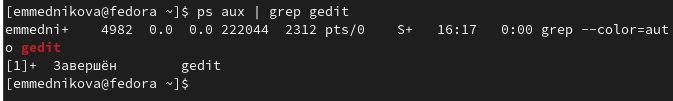 [emmednikova@fedora ~]$ ps aux | grep gedit
emmedni+    4982  0.0  0.0 222044  2312 pts/0    S+   16:17   0:00 grep --color=aut
o gedit
[1]+  Завершён        gedit
[emmednikova@fedora ~]$